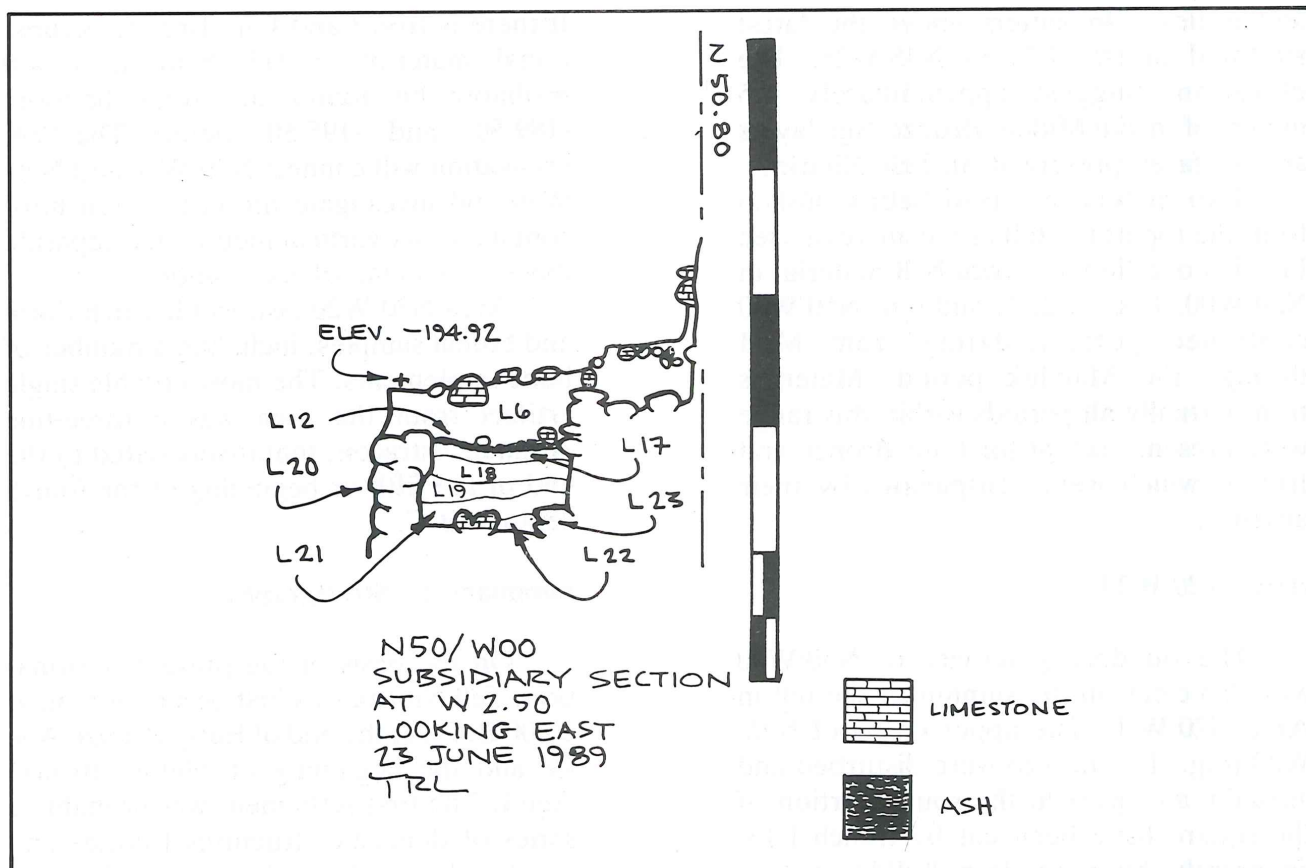 N 50.80
ELEV. -194.92
L6
L12
L17
L18
L20
L19
L23
L21
L22
N50/W00
SUBSIDIARY SECTION
AT W 2.50
LOOKING EAST
23 JUNE 1989
TRL
LIMESTONE
ASH